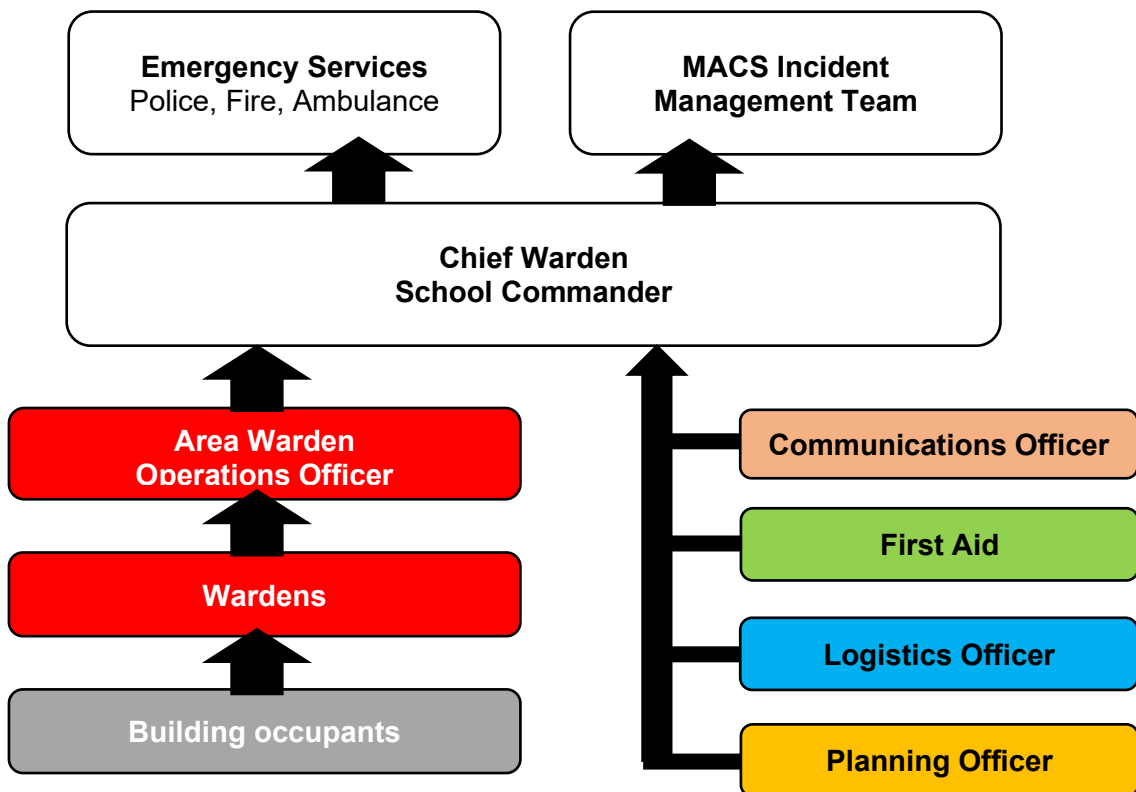 Emergency Services
Police, Fire, Ambulance
MACS Incident
Management Team
Chief Warden
School Commander
Area Warden
Operations Officer
Wardens
Building occupants
Communications Officer
First Aid
Logistics Officer
Planning Officer